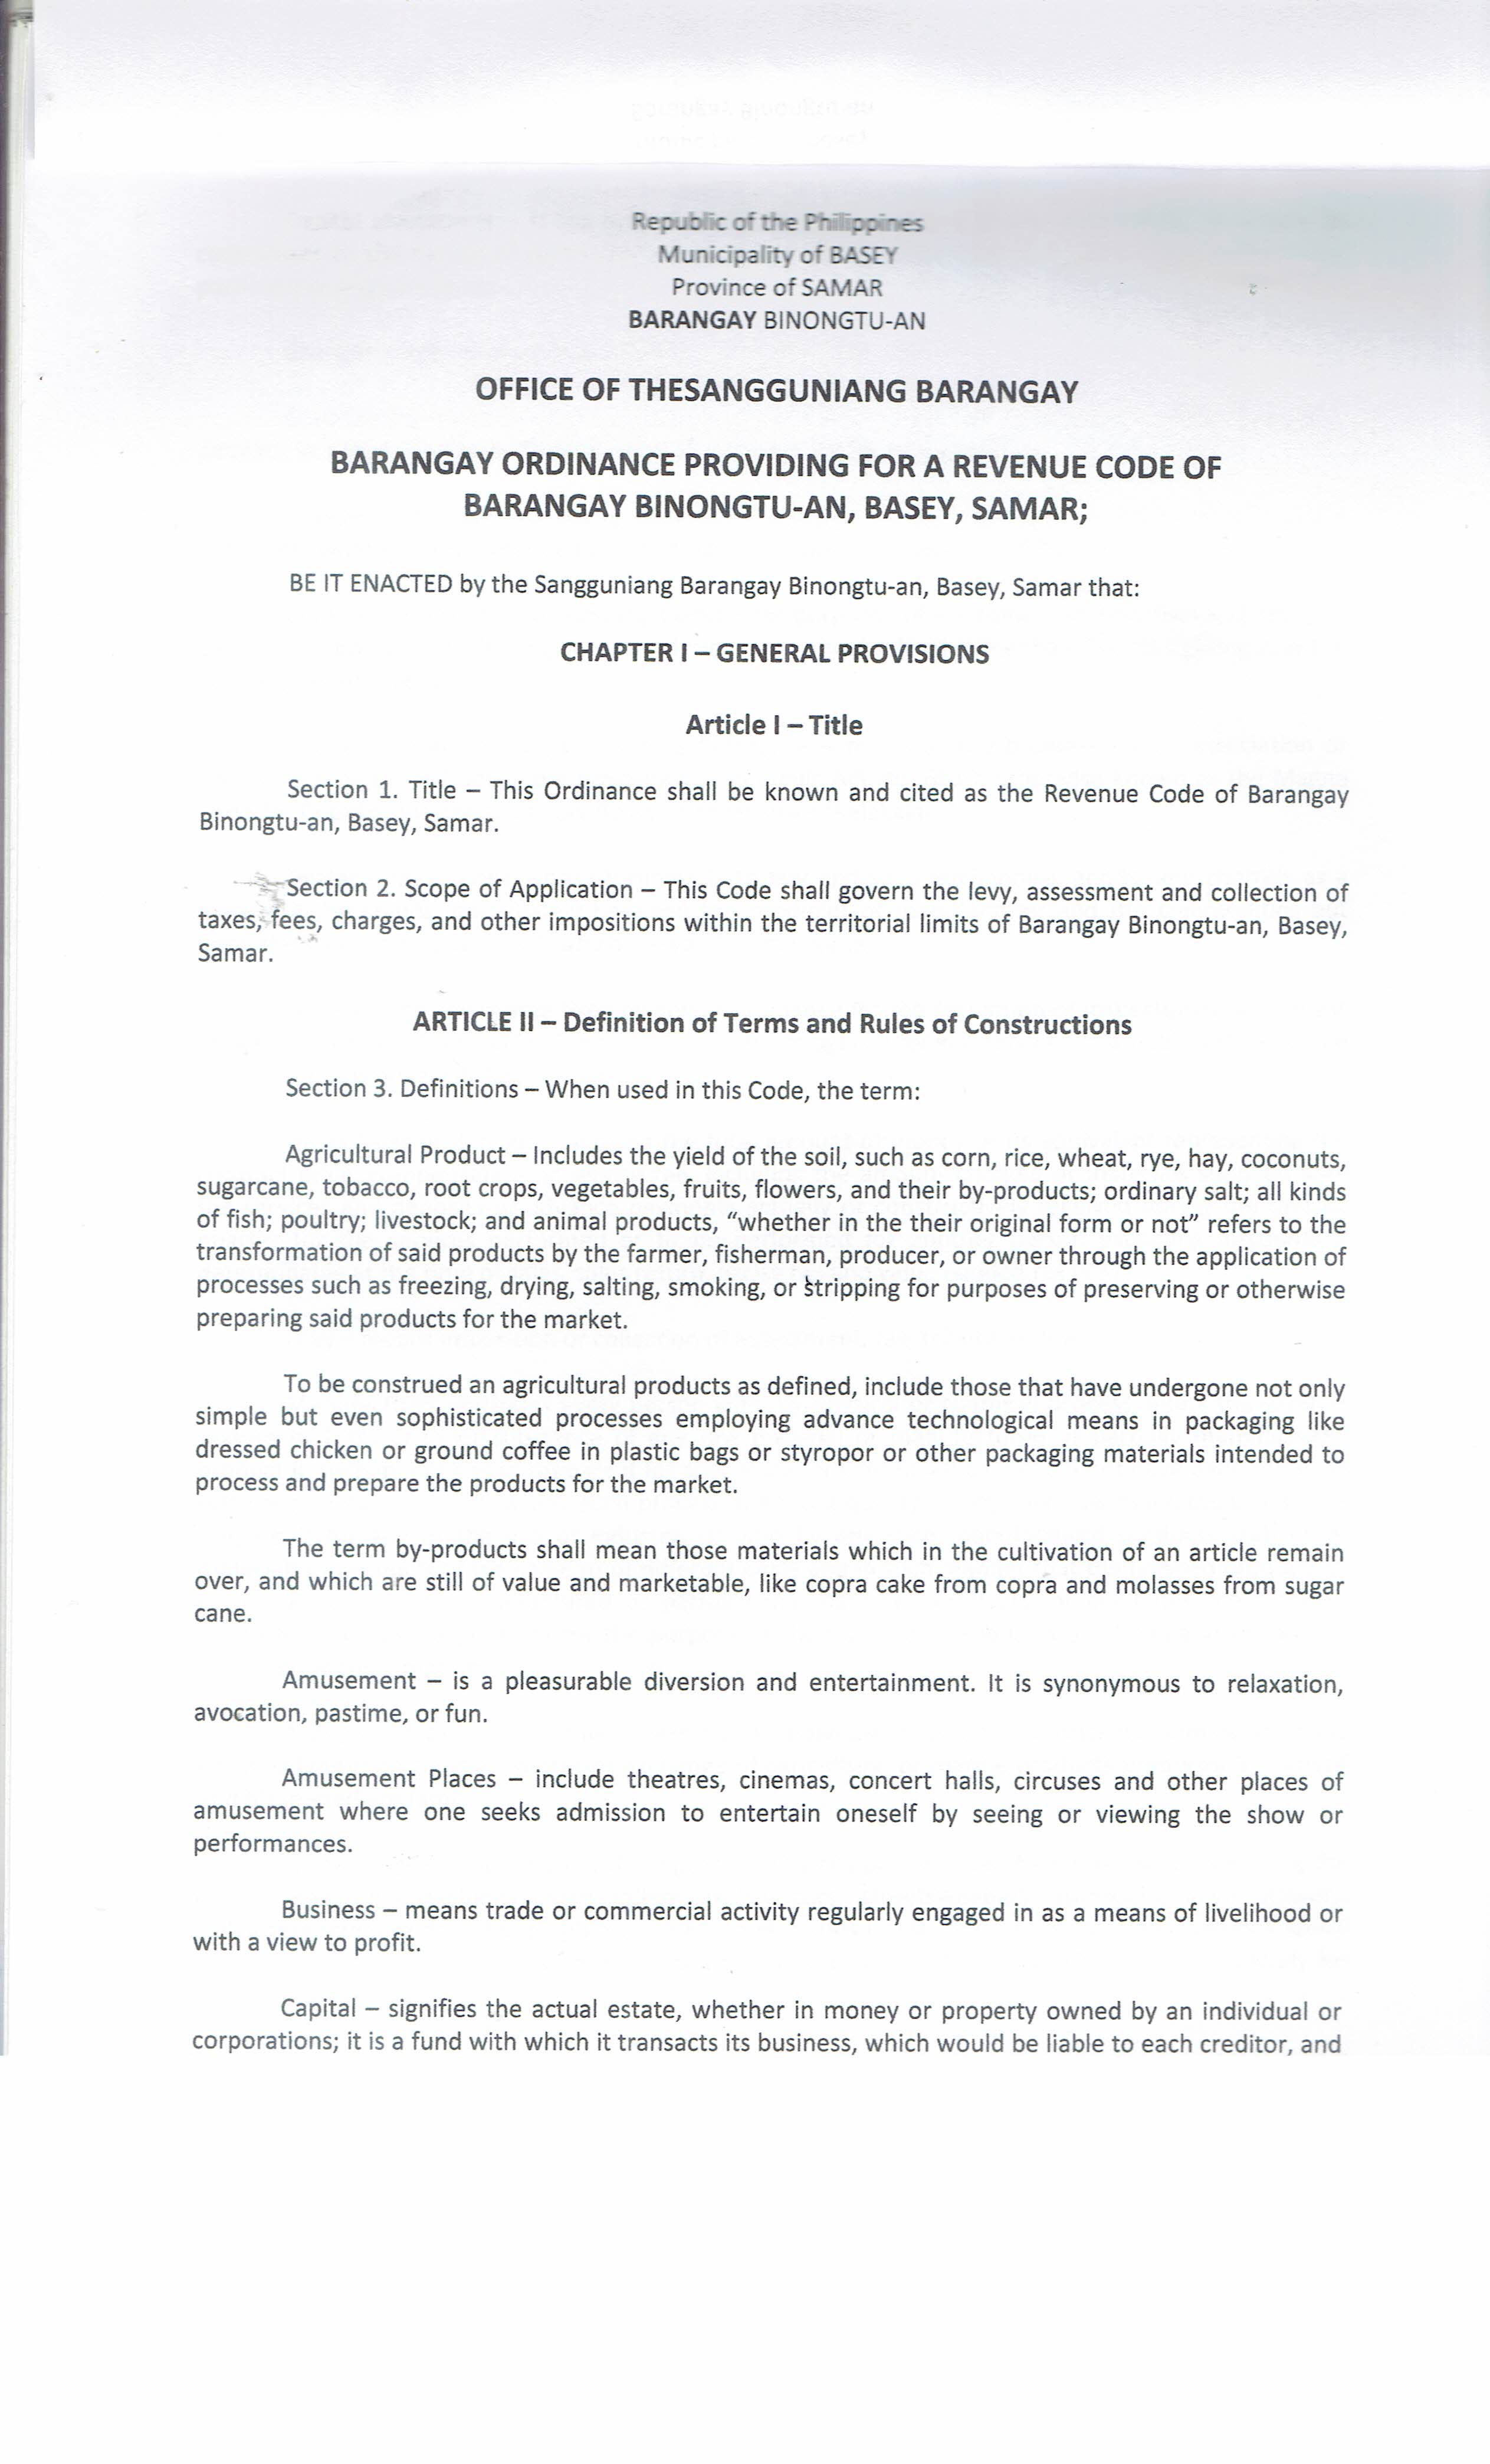 Republic of the Philippines
Municipality of BASEY
Province of SAMAR
BARANGAY BINONGTU-AN
OFFICE OF THESANGGUNIANG BARANGAY
BARANGAY ORDINANCE PROVIDING FOR A REVENUE CODE OF
BARANGAY BINONGTU-AN, BASEY, SAMAR;
BE IT ENACTED by the Sangguniang Barangay Binongtu-an, Basey, Samar that:
CHAPTER I – GENERAL PROVISIONS
Article I – Title
Section 1. Title – This Ordinance shall be known and cited as the Revenue Code of Barangay
Binongtu-an, Basey, Samar.
Section 2. Scope of Application – This Code shall govern the levy, assessment and collection of
taxes, fees, charges, and other impositions within the territorial limits of Barangay Binongtu-an, Basey,
Samar.
ARTICLE II – Definition of Terms and Rules of Constructions
Section 3. Definitions – When used in this Code, the term:
Agricultural Product – Includes the yield of the soil, such as corn, rice, wheat, rye, hay, coconuts,
sugarcane, tobacco, root crops, vegetables, fruits, flowers, and their by-products; ordinary salt; all kinds
of fish; poultry; livestock; and animal products, “whether in the their original form or not” refers to the
transformation of said products by the farmer, fisherman, producer, or owner through the application of
processes such as freezing, drying, salting, smoking, or stripping for purposes of preserving or otherwise
preparing said products for the market.
To be construed an agricultural products as defined, include those that have undergone not only
simple but even sophisticated processes employing advance technological means in packaging like
dressed chicken or ground coffee in plastic bags or styropor or other packaging materials intended to
process and prepare the products for the market.
The term by-products shall mean those materials which in the cultivation of an article remain
over, and which are still of value and marketable, like copra cake from copra and molasses from sugar
cane.
Amusement – is a pleasurable diversion and entertainment. It is synonymous to relaxation,
avocation, pastime, or fun.
Amusement Places – include theatres, cinemas, concert halls, circuses and other places of
amusement where one seeks admission to entertain oneself by seeing or viewing the show or
performances.
Business – means trade or commercial activity regularly engaged in as a means of livelihood or
with a view to profit.
Capital – signifies the actual estate, whether in money or property owned by an individual or
corporations; it is a fund with which it transacts its business, which would be liable to each creditor, and